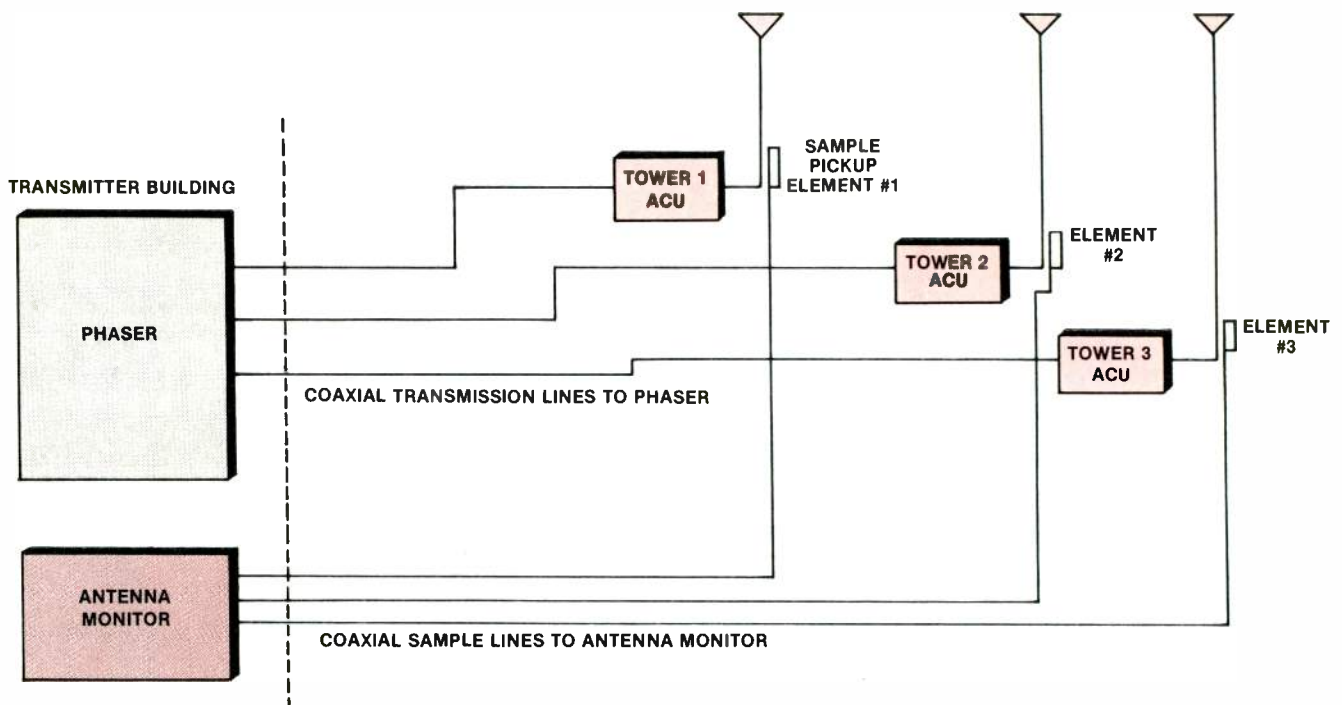 TRANSMITTER BUILDING
PHASER
TOWER 1
ACU
SAMPLE
PICKUP
ELEMENT #1
TOWER 2
ACU
ELEMENT
#2
TOWER 3
ACU
ELEMENT
#3
COAXIAL TRANSMISSION LINES TO PHASER
ANTENNA
MONITOR
COAXIAL SAMPLE LINES TO ANTENNA MONITOR